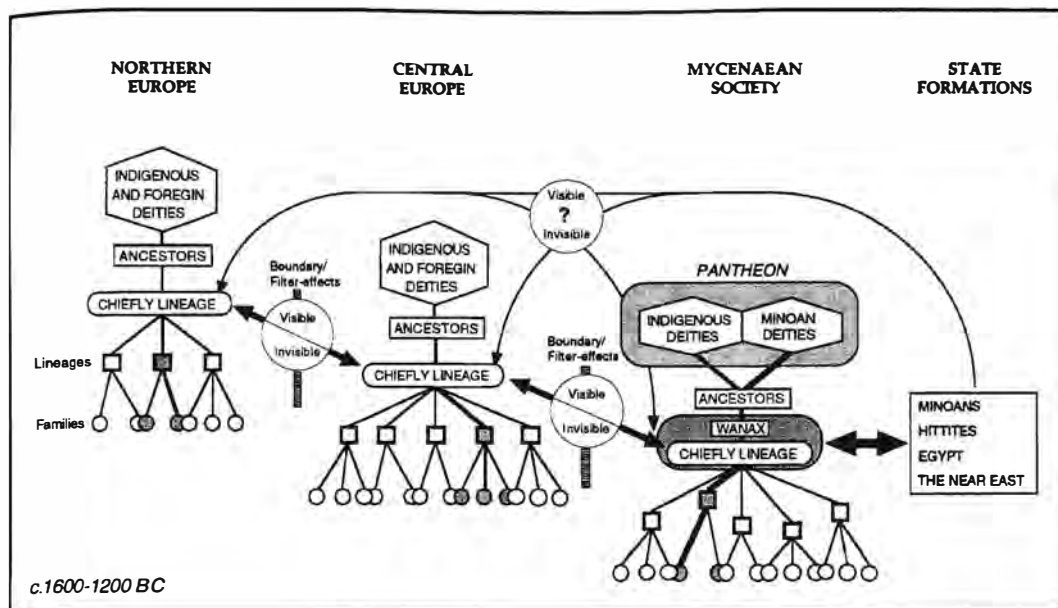 NORTHERN
EUROPE
CENTRAL
EUROPE
MYCENAEAN
SOCIETY
STATE
FORMATIONS
INDIGENOUS
AND FOREGIN
DEITIES
ANCESTORS
CHIEFLY LINEAGE
Lineages
Families
Boundary/
Filter-effects
Visible
Invisible
INDIGENOUS
AND FOREGIN
DEITIES
ANCESTORS
CHIEFLY LINEAGE
Visible
?
Invisible
Boundary/
Filter-effects
Visible
Invisible
PANTHEON
INDIGENOUS
DEITIES
MINOAN
DEITIES
ANCESTORS
WANAX
CHIEFLY LINEAGE
MINOANS
HITTITES
EGYPT
THE NEAR EAST
c.1600-1200 BC